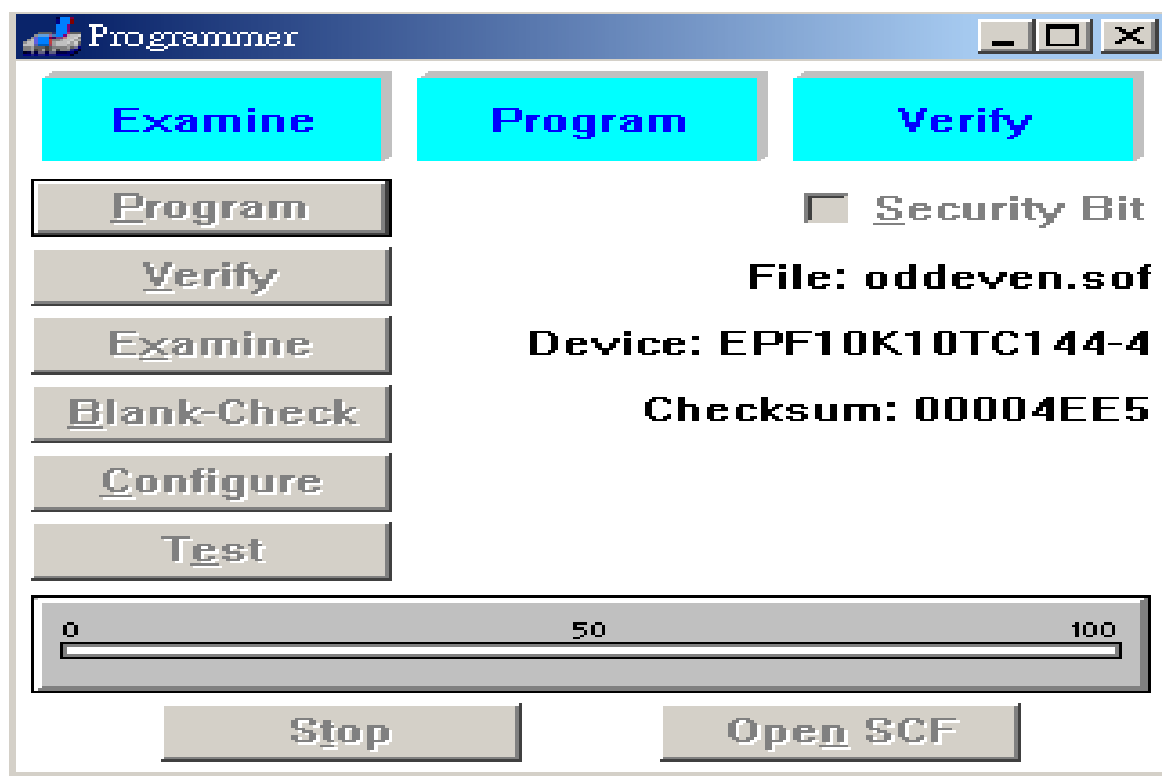 Programmer
Examine Program Verify
Program
Security Bit
Verify
File: oddeven.sof
Examine
Device: EPF10K10TC144-4
Blank-Check
Checksum: 00004EE5
Configure
Test
0 50 100
Stop Open SCF